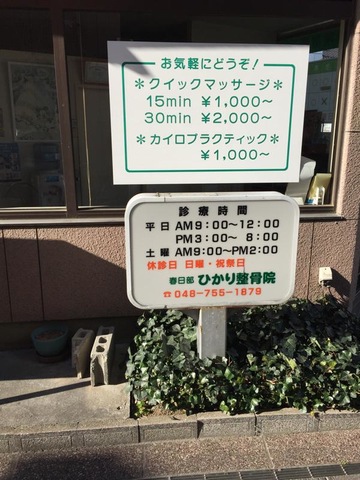 お気軽にどうぞ！
＊クイックマッサージ＊
15min ￥1,000〜
30min ￥2,000〜
＊カイロプラクティック＊
￥1,000〜
診療時間
平日 AM9:00〜12:00
PM3:00〜 8:00
土曜 AM9:00〜PM2:00
休診日 日曜・祝祭日
春日部 ひかり整骨院
☎048-755-1879